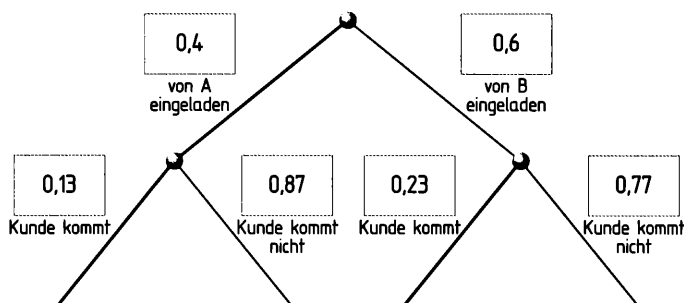 0,4
von A
eingeladen
0,6
von B
eingeladen
0,13
Kunde kommt
0,87
Kunde kommt
nicht
0,23
Kunde kommt
0,77
Kunde kommt
nicht